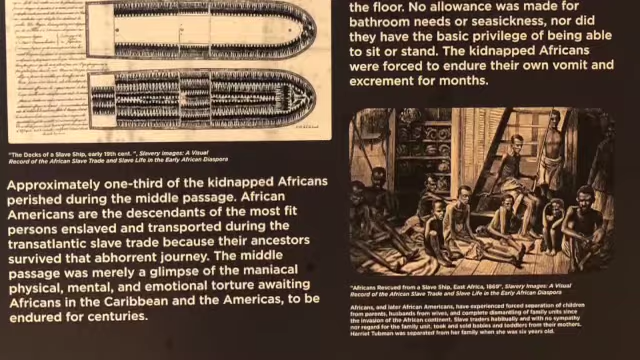 "The Decks of a Slave Ship, early 19th cent. ", Slavery Images: A Visual
Record of the African Slave Trade and Slave Life in the Early African Diaspora
Approximately one-third of the kidnapped Africans
perished during the middle passage. African
Americans are the descendants of the most fit
persons enslaved and transported during the
transatlantic slave trade because their ancestors
survived that abhorrent journey. The middle
passage was merely a glimpse of the maniacal
physical, mental, and emotional torture awaiting
Africans in the Caribbean and the Americas, to be
endured for centuries.
the floor. No allowance was made for
bathroom needs or seasickness, nor did
they have the basic privilege of being able
to sit or stand. The kidnapped Africans
were forced to endure their own vomit and
excrement for months.
"Africans Rescued from a Slave Ship, East Africa, 1869", Slavery Images: A Visual
Record of the African Slave Trade and Slave Life in the Early African Diaspora
Africans, and later African Americans, have experienced forced separation of children
from parents, husbands from wives, and complete dismantling of family units since
the invasion of the African continent. Slave traders habitually and with no sympathy
nor regard for the family unit, took and sold babies and toddlers from their mothers.
Harriet Tubman was separated from her family when she was six years old.